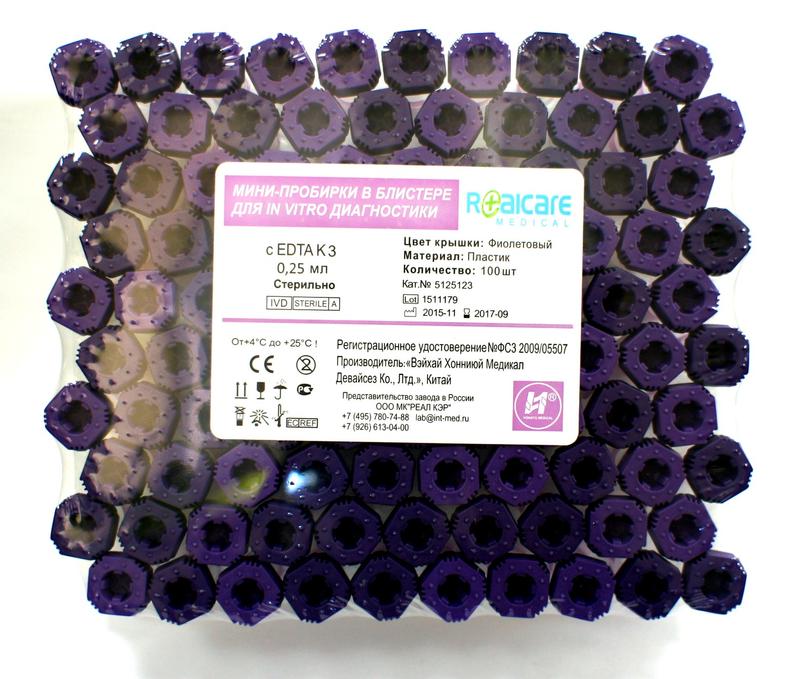 МИНИ-ПРОБИРКИ В БЛИСТЕРЕ
ДЛЯ IN VITRO ДИАГНОСТИКИ
Realcare
MEDICAL
с EDTA K3
0,25 мл
Стерильно
IVD STERILE A
Цвет крышки: Фиолетовый
Материал: Пластик
Количество: 100шт
Кат.№ 5125123
Lot 1511179
2015-11 2017-09
От+4°С до +25°С !
CE
EC REF
Регистрационное удостоверение№ФСЗ 2009/05507
Производитель:«Вэйхай Хонниюй Медикал
Девайсез Ко., Лтд.», Китай
Представительство завода в России
ООО МК"РЕАЛ КЭР"
+7 (495) 780-74-88 lab@int-med.ru
+7 (926) 613-04-00